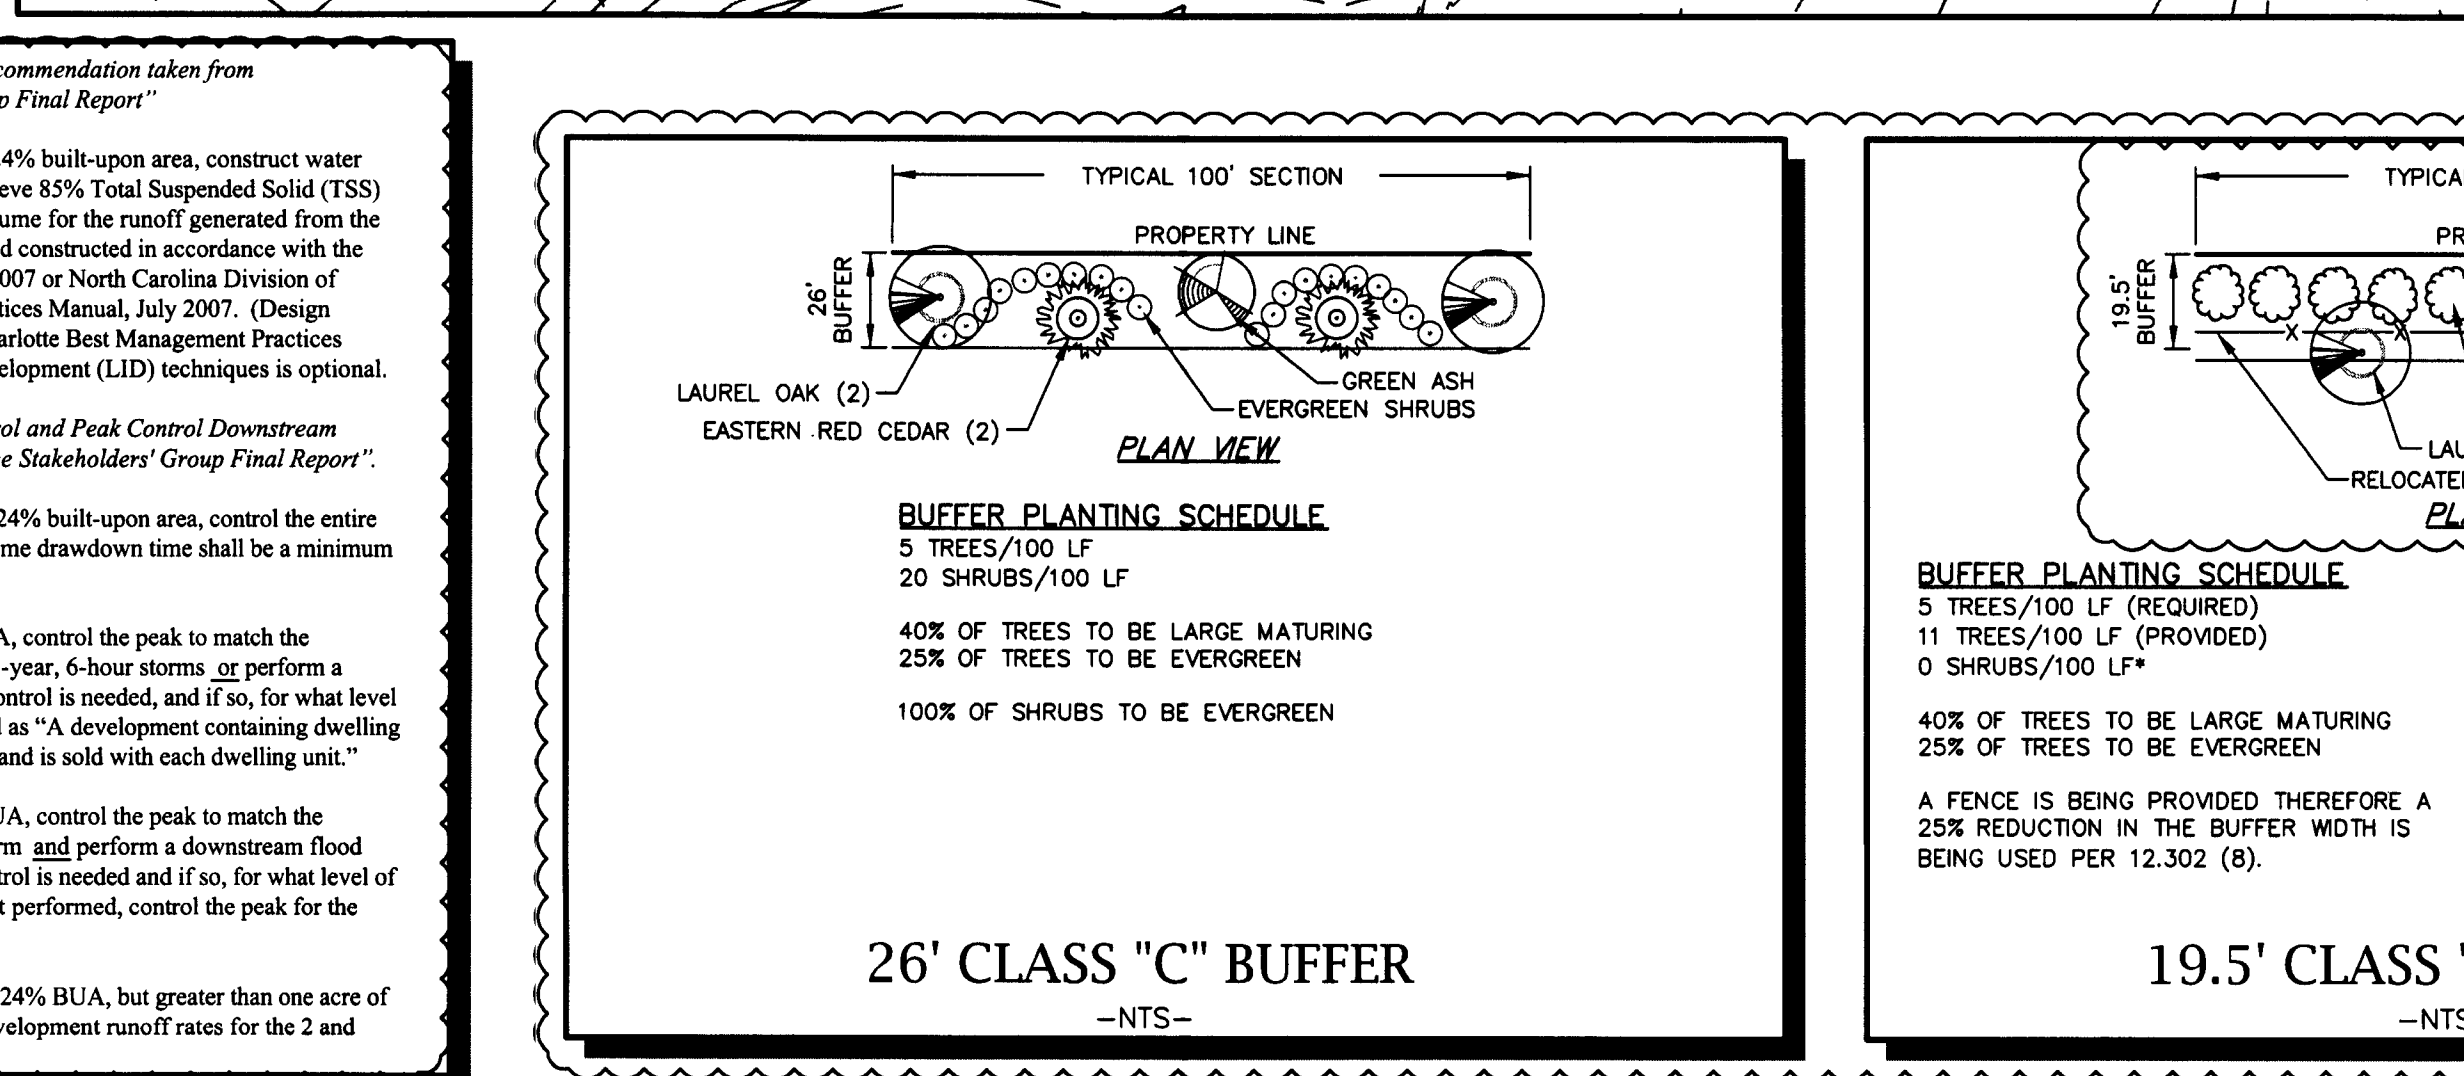 commendation taken from
Final Report”
4% built-upon area, construct water
eve 85% Total Suspended Solid (TSS)
ume for the runoff generated from the
d constructed in accordance with the
007 or North Carolina Division of
tices Manual, July 2007. (Design
arlotte Best Management Practices
elopment (LID) techniques is optional.
ol and Peak Control Downstream
e Stakeholders' Group Final Report”.
24% built-upon area, control the entire
me drawdown time shall be a minimum
A, control the peak to match the
-year, 6-hour storms or perform a
ontrol is needed, and if so, for what level
as “A development containing dwelling
and is sold with each dwelling unit.”
UA, control the peak to match the
rm and perform a downstream flood
trol is needed and if so, for what level of
t performed, control the peak for the
24% BUA, but greater than one acre of
velopment runoff rates for the 2 and
TYPICAL 100' SECTION
PROPERTY LINE
26'
BUFFER
LAUREL OAK (2)
EASTERN RED CEDAR (2)
GREEN ASH
EVERGREEN SHRUBS
PLAN VIEW
BUFFER PLANTING SCHEDULE
5 TREES/100 LF
20 SHRUBS/100 LF
40% OF TREES TO BE LARGE MATURING
25% OF TREES TO BE EVERGREEN
100% OF SHRUBS TO BE EVERGREEN
26' CLASS "C" BUFFER
-NTS-
TYPICA
PR
19.5'
BUFFER
X X
LAU
RELOCATE
PL
BUFFER PLANTING SCHEDULE
5 TREES/100 LF (REQUIRED)
11 TREES/100 LF (PROVIDED)
0 SHRUBS/100 LF*
40% OF TREES TO BE LARGE MATURING
25% OF TREES TO BE EVERGREEN
A FENCE IS BEING PROVIDED THEREFORE A
25% REDUCTION IN THE BUFFER WIDTH IS
BEING USED PER 12.302 (8).
19.5' CLASS "
-NTS